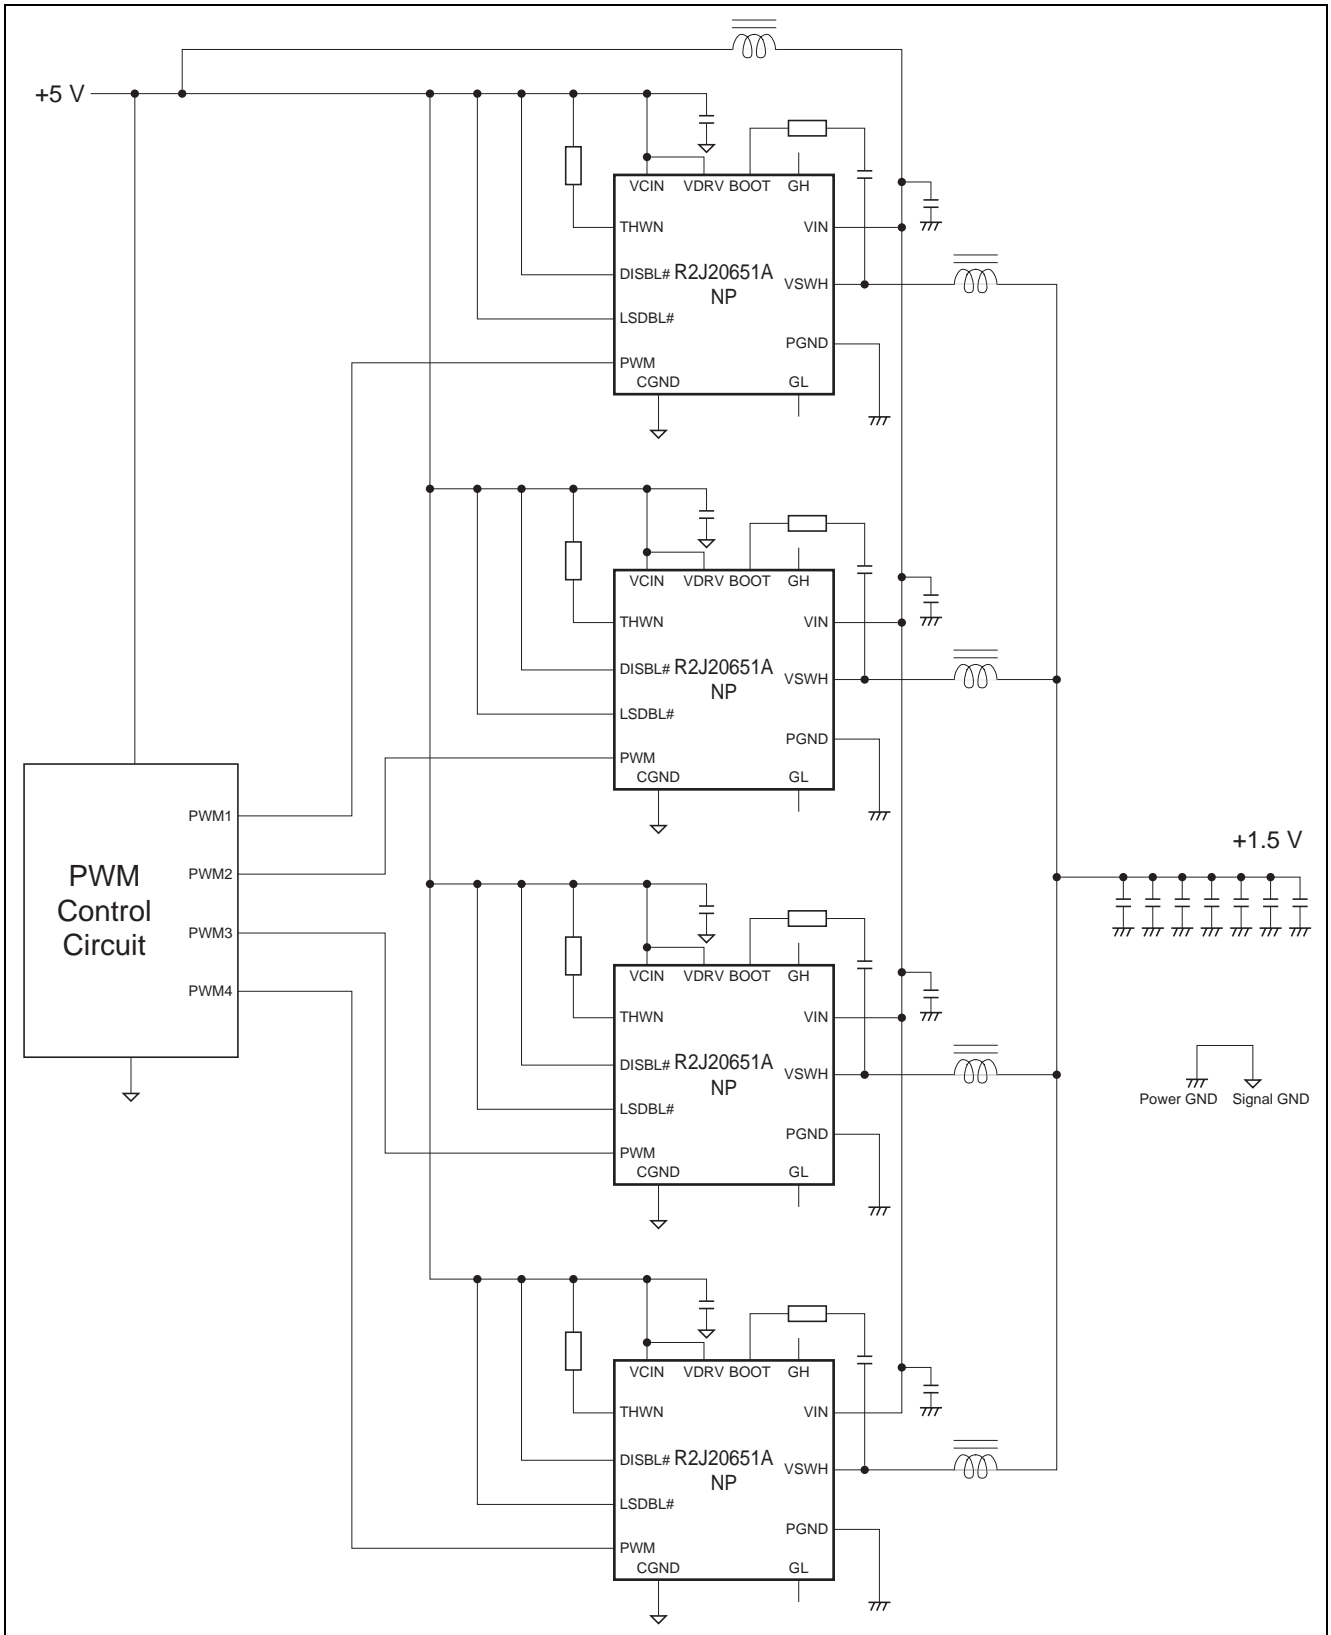 +5 V
VCIN VDRV BOOT GH
THWN VIN
DISBL# R2J20651A VSWH
NP
LSDBL#
PGND
PWM
CGND GL
VCIN VDRV BOOT GH
THWN VIN
DISBL# R2J20651A VSWH
NP
LSDBL#
PGND
PWM
CGND GL
PWM1
PWM2
PWM3
PWM4
PWM
Control
Circuit
+1.5 V
VCIN VDRV BOOT GH
THWN VIN
DISBL# R2J20651A VSWH
NP
LSDBL#
PGND
PWM
CGND GL
Power GND Signal GND
VCIN VDRV BOOT GH
THWN VIN
DISBL# R2J20651A VSWH
NP
LSDBL#
PGND
PWM
CGND GL